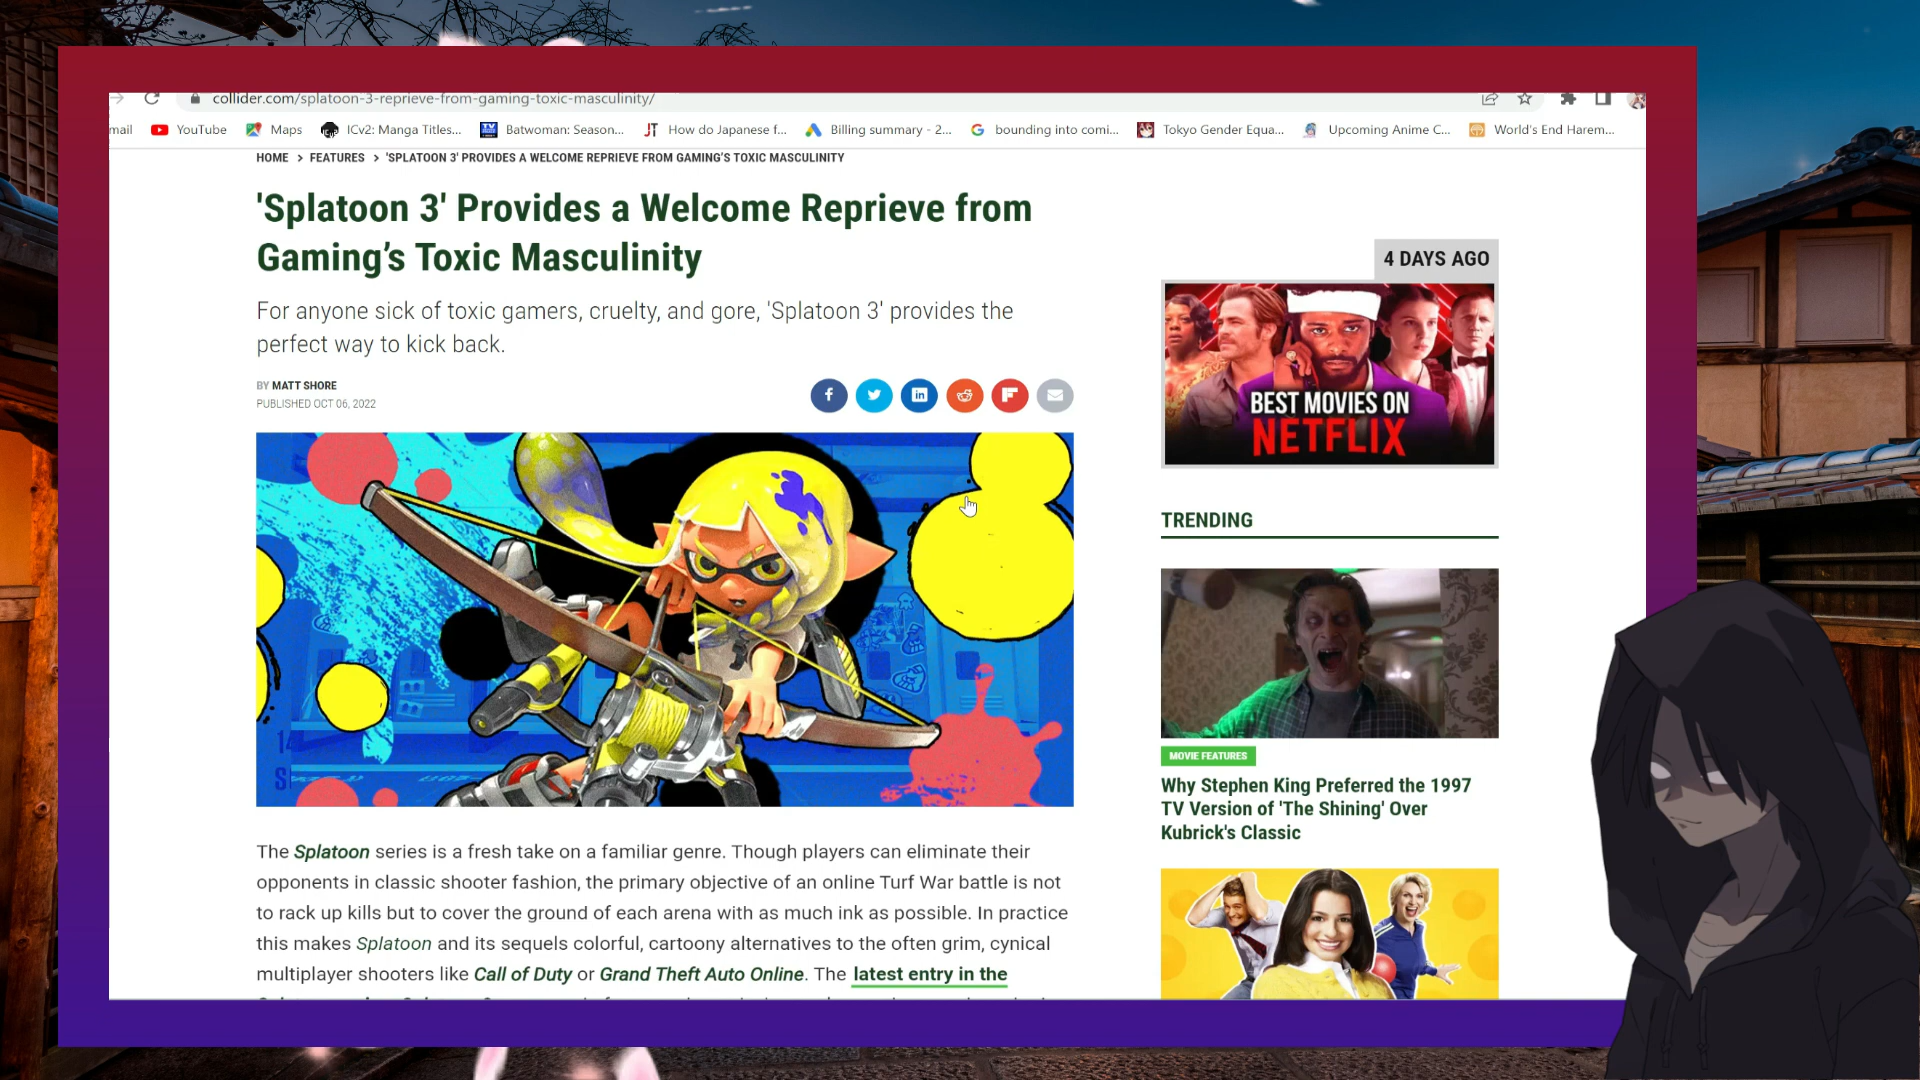 collider.com/splatoon-3-reprieve-from-gaming-toxic-masculinity/
mail YouTube Maps ICv2: Manga Titles... Batwoman: Season... How do Japanese f... Billing summary - 2... bounding into comi... Tokyo Gender Equa... Upcoming Anime C... World's End Harem...
HOME > FEATURES > 'SPLATOON 3' PROVIDES A WELCOME REPRIEVE FROM GAMING'S TOXIC MASCULINITY
'Splatoon 3' Provides a Welcome Reprieve from
Gaming's Toxic Masculinity
For anyone sick of toxic gamers, cruelty, and gore, 'Splatoon 3' provides the
perfect way to kick back.
BY MATT SHORE
PUBLISHED OCT 06, 2022
The Splatoon series is a fresh take on a familiar genre. Though players can eliminate their
opponents in classic shooter fashion, the primary objective of an online Turf War battle is not
to rack up kills but to cover the ground of each arena with as much ink as possible. In practice
this makes Splatoon and its sequels colorful, cartoony alternatives to the often grim, cynical
multiplayer shooters like Call of Duty or Grand Theft Auto Online. The latest entry in the
4 DAYS AGO
BEST MOVIES ON
NETFLIX
TRENDING
MOVIE FEATURES
Why Stephen King Preferred the 1997
TV Version of 'The Shining' Over
Kubrick's Classic